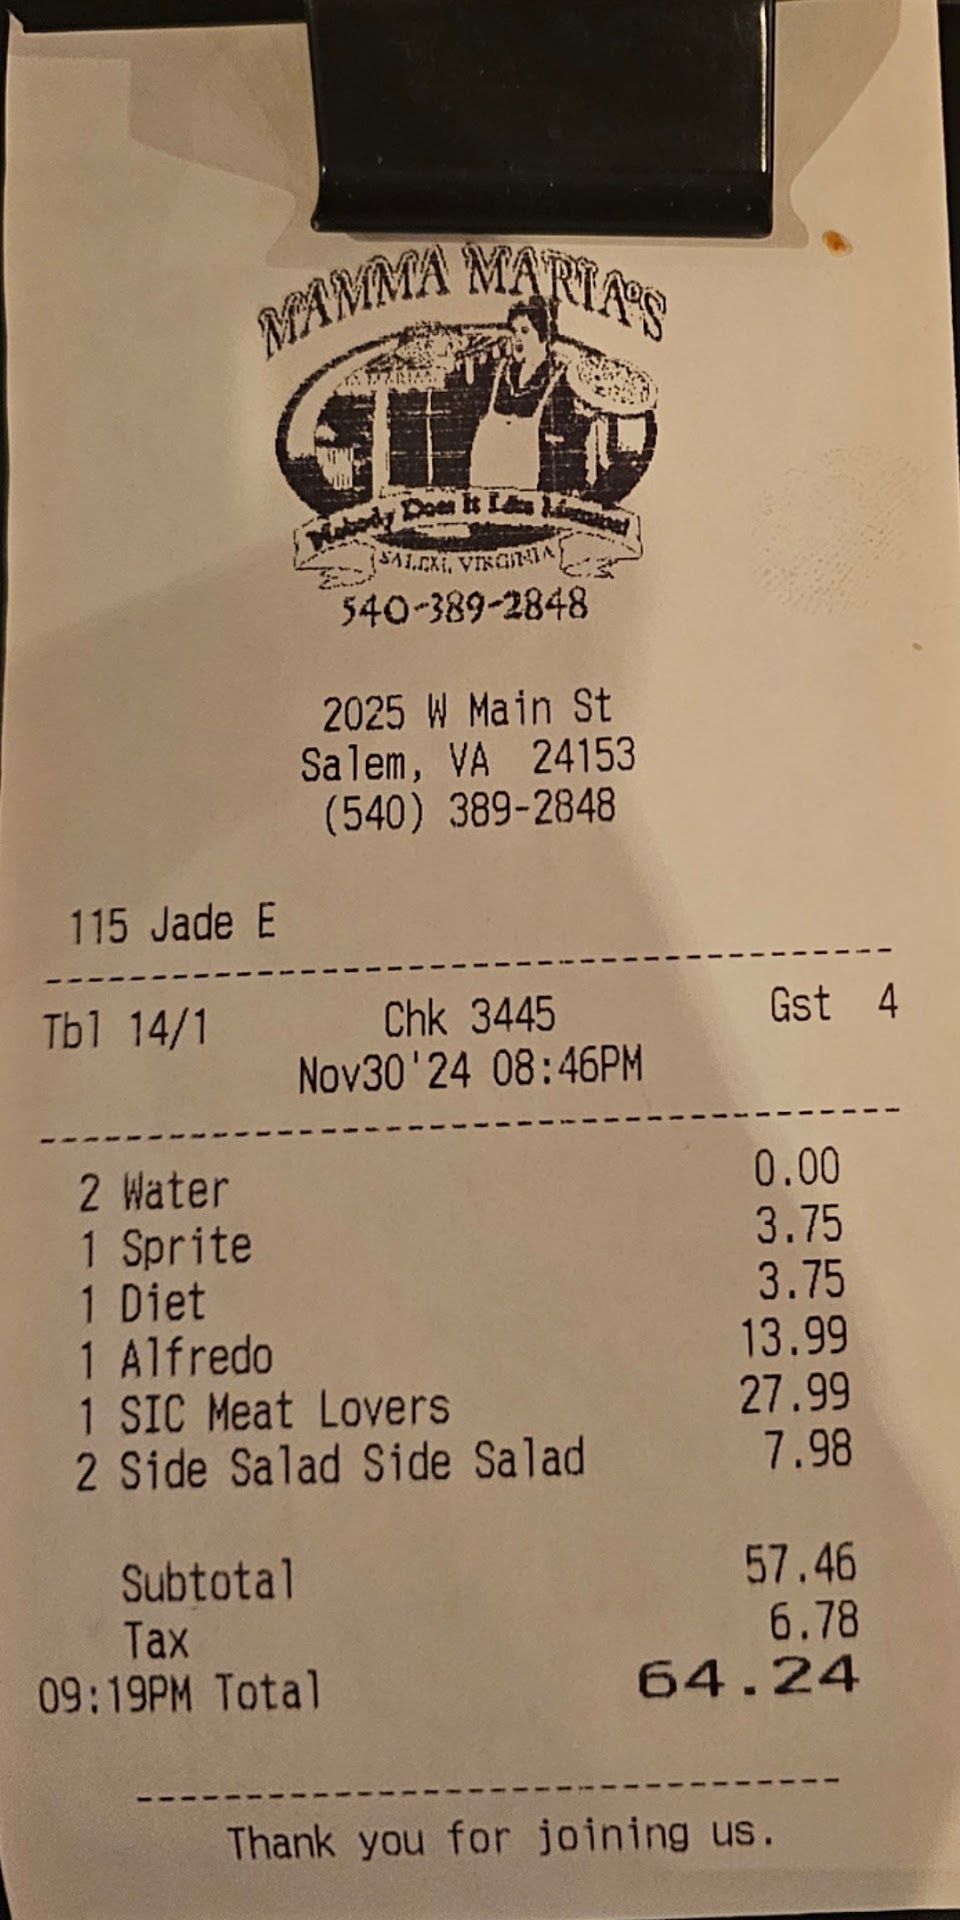 MAMMA MARIA'S
Nobody Does It Like Mamma!
SALEM, VIRGINIA
540-389-2848
2025 W Main St
Salem, VA 24153
(540) 389-2848
115 Jade E
Tbl 14/1 Chk 3445 Gst 4
Nov30'24 08:46PM
2 Water 0.00
1 Sprite 3.75
1 Diet 3.75
1 Alfredo 13.99
1 SIC Meat Lovers 27.99
2 Side Salad Side Salad 7.98
Subtotal 57.46
Tax 6.78
09:19PM Total 64.24
Thank you for joining us.